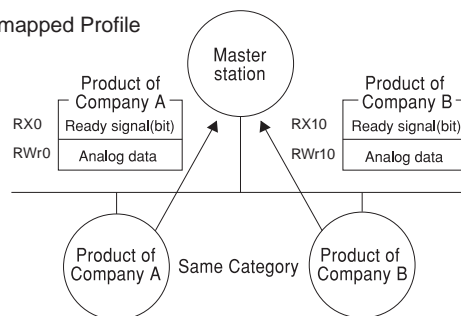 mapped Profile
Master
station
Product of
Company A
RX0 Ready signal(bit)
RWr0 Analog data
Product of
Company B
RX10 Ready signal(bit)
RWr10 Analog data
Product of
Company A
Same Category
Product of
Company B